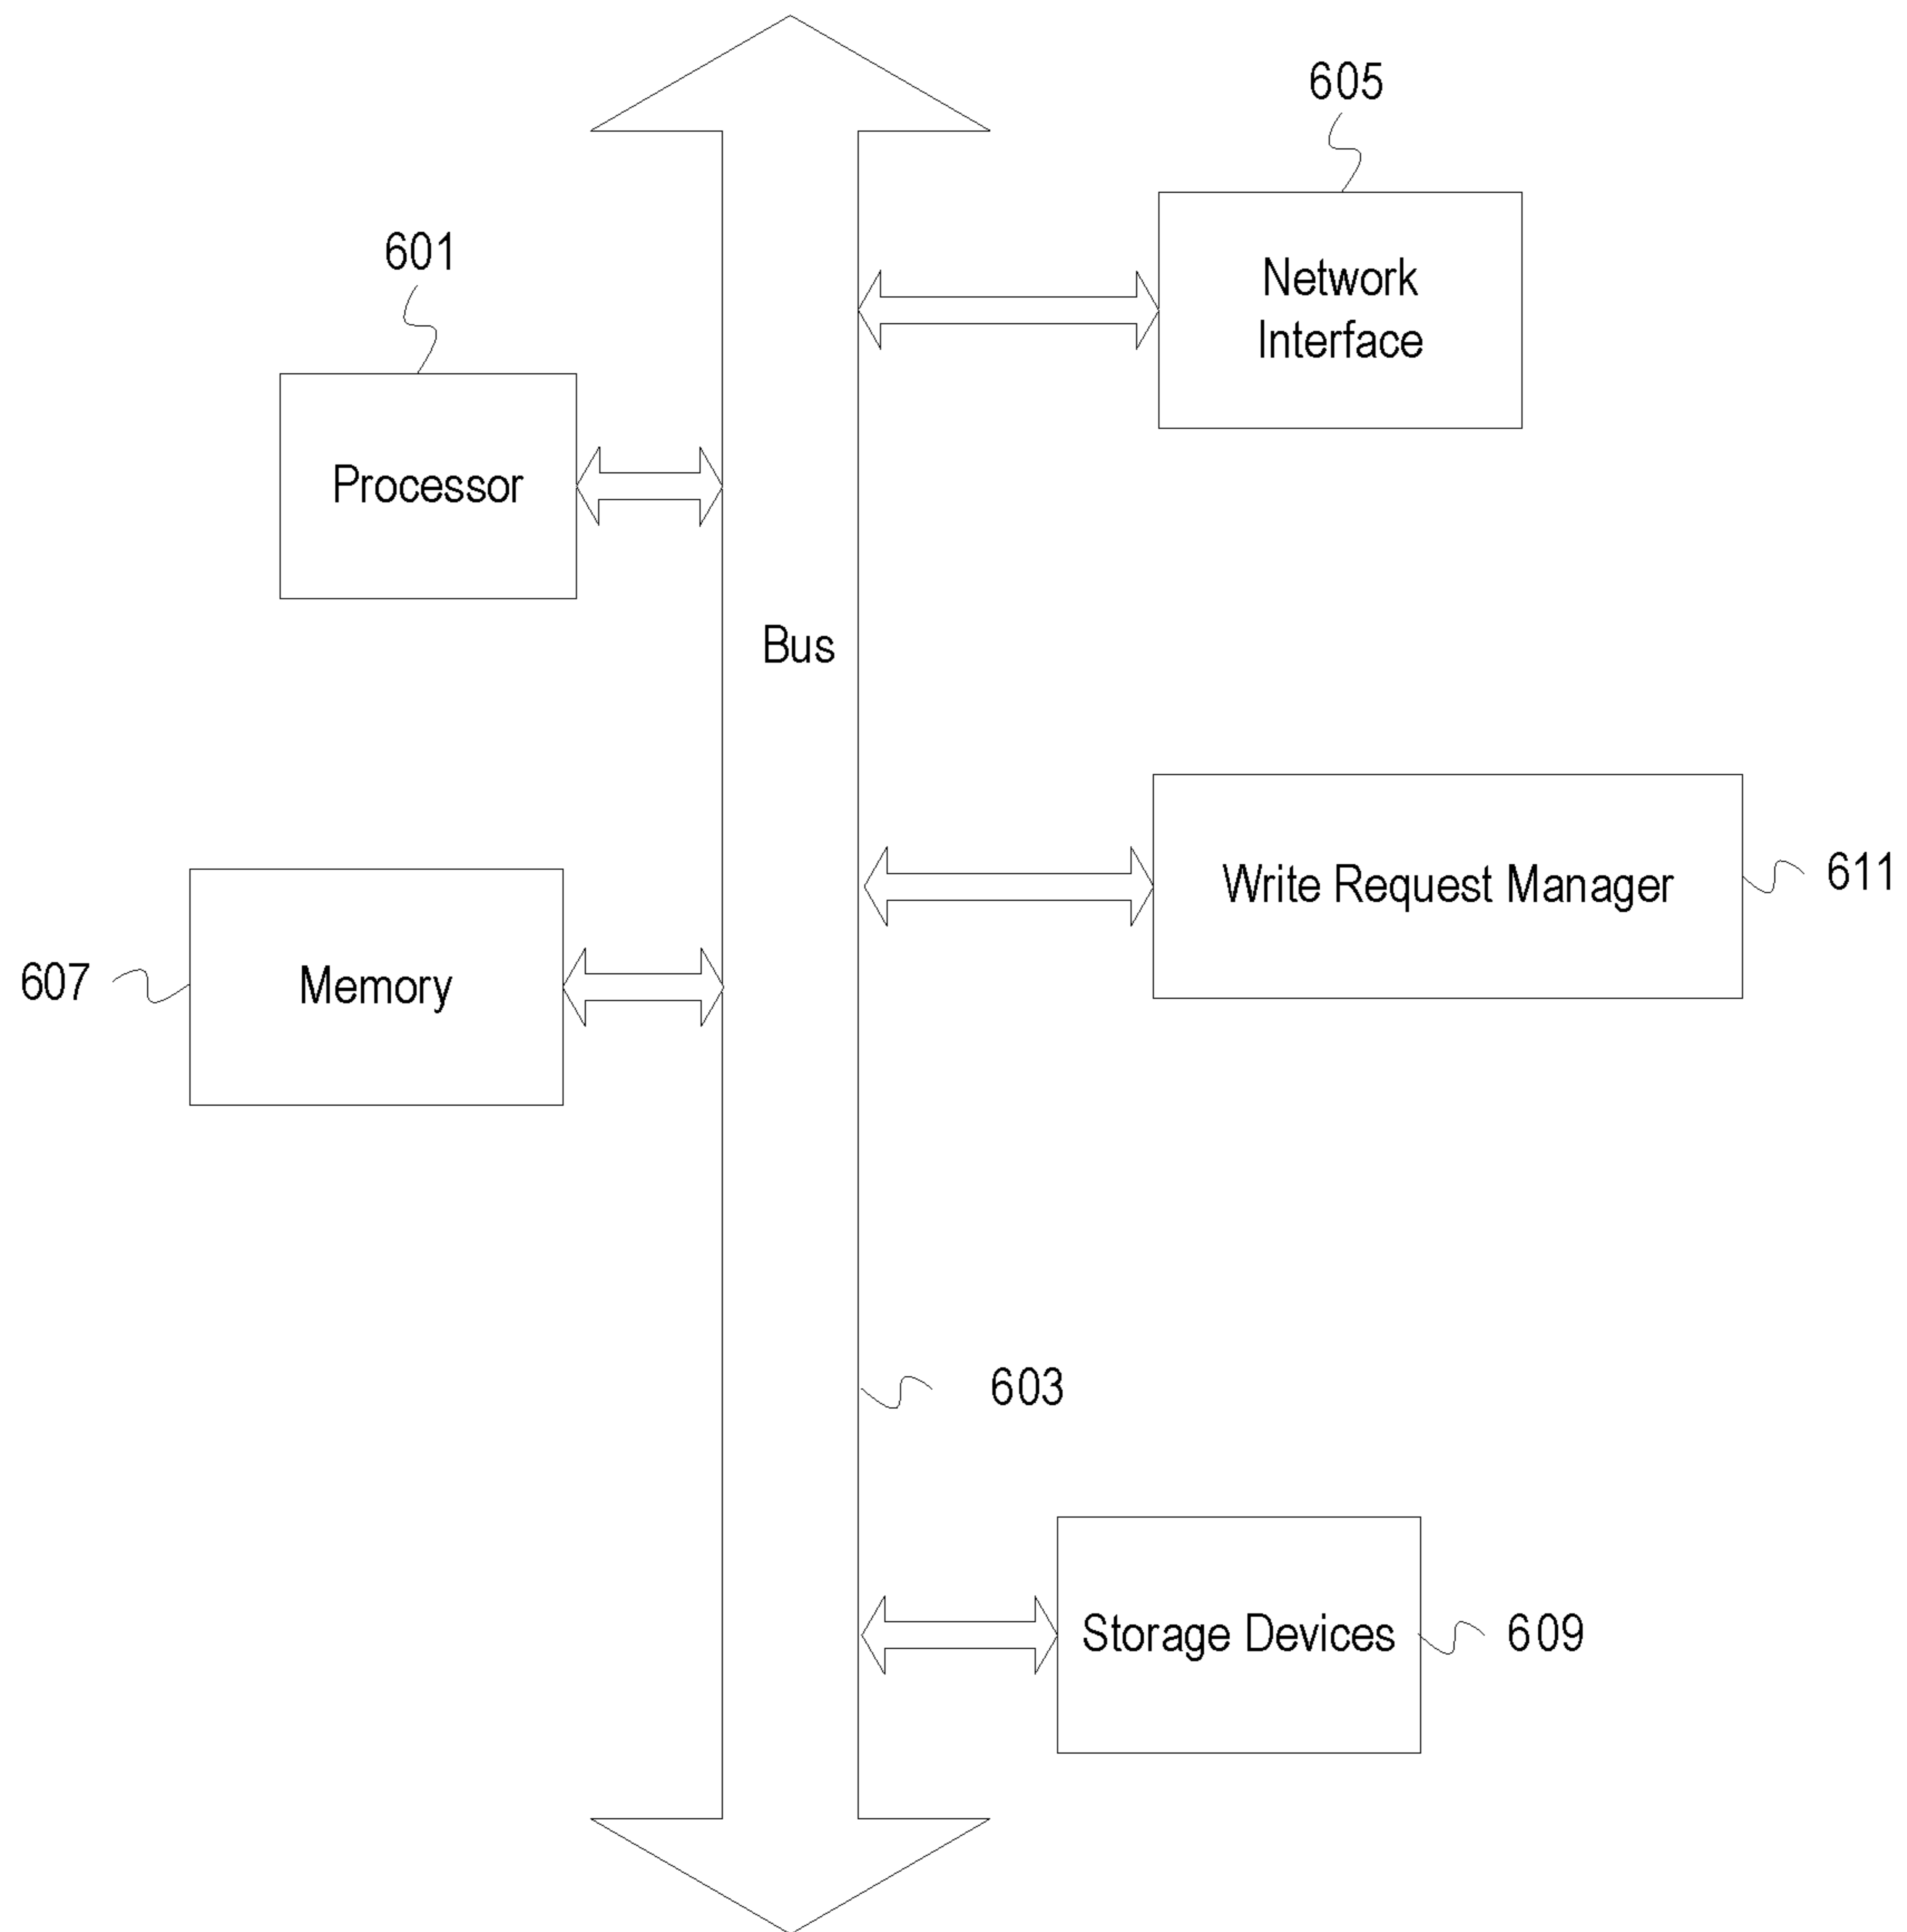 605
Network
Interface
601
Processor
Bus
Write Request Manager
611
607
Memory
603
Storage Devices
609